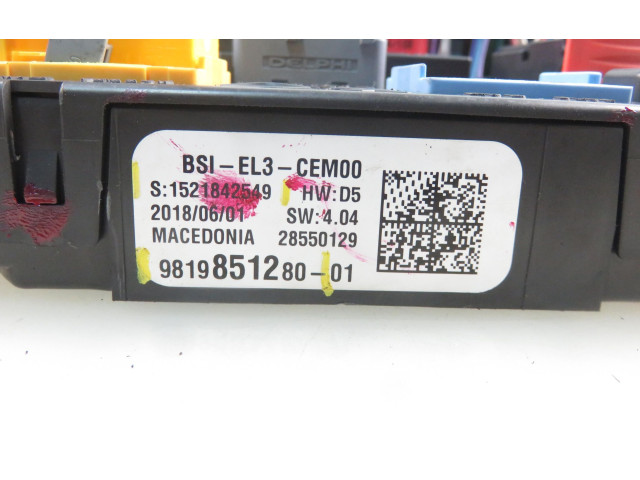 DELPHI
BSI-EL3-CEM00
S:1521842549 HW:D5
2018/06/01 SW:4.04
MACEDONIA 28550129
9819851280-01